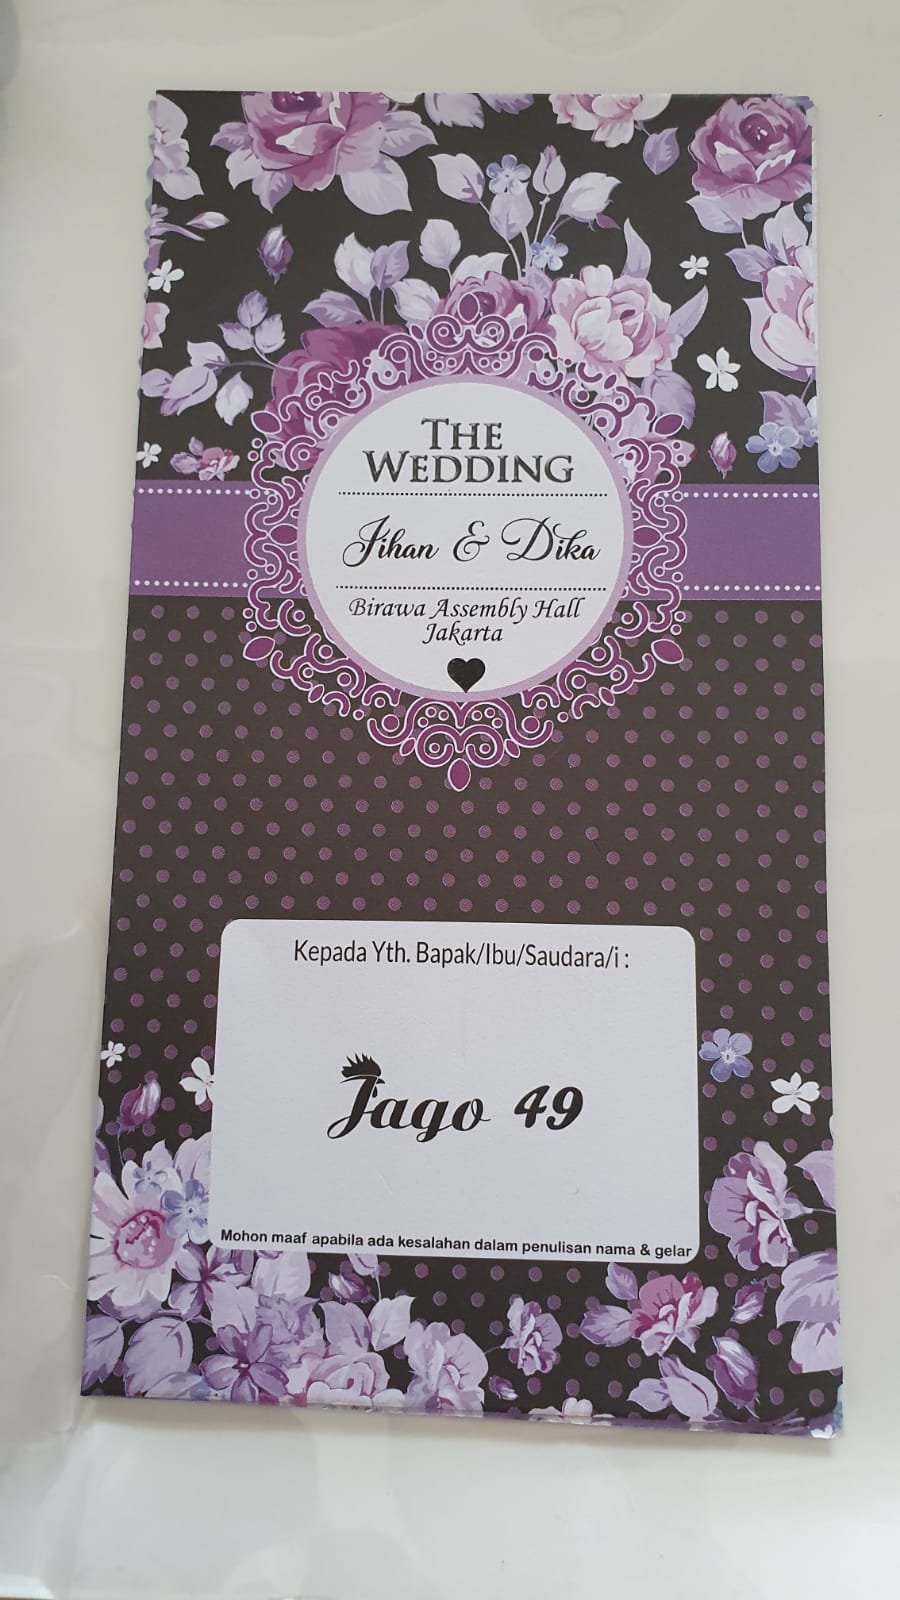 THE
WEDDING
Jihan & Dika
Birawa Assembly Hall
Jakarta
Kepada Yth. Bapak/Ibu/Saudara/i :
Jago 49
Mohon maaf apabila ada kesalahan dalam penulisan nama & gelar